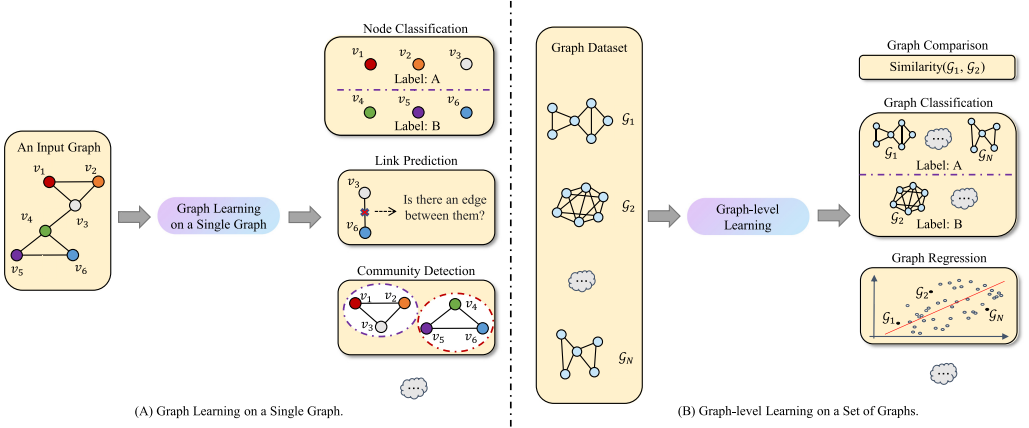 Node Classification
v1 v2 v3
Label: A
v4 v5 v6
Label: B
An Input Graph
v1 v2
v3
v4
v5 v6
Graph Learning
on a Single Graph
Link Prediction
v3
v6
Is there an edge
between them?
Community Detection
v1 v2
v3
v4
v5 v6
...
(A) Graph Learning on a Single Graph.
Graph Dataset
𝒢1
𝒢2
...
𝒢N
Graph-level
Learning
Graph Comparison
Similarity(𝒢1, 𝒢2)
Graph Classification
...
𝒢1 𝒢N
Label: A
...
𝒢2
Label: B
Graph Regression
𝒢2
𝒢1 𝒢N
...
(B) Graph-level Learning on a Set of Graphs.